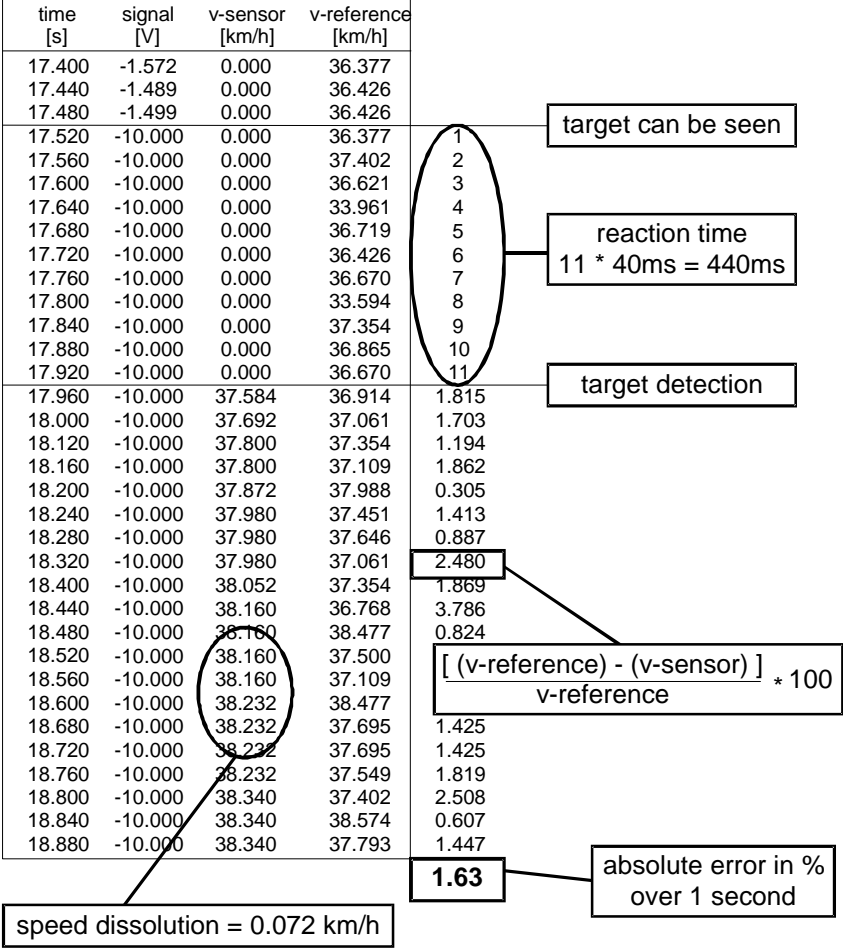 time signal v-sensor v-reference
[s] [V] [km/h] [km/h]
17.400 -1.572 0.000 36.377
17.440 -1.489 0.000 36.426
17.480 -1.499 0.000 36.426
target can be seen
17.520 -10.000 0.000 36.377 1
17.560 -10.000 0.000 37.402 2
17.600 -10.000 0.000 36.621 3
17.640 -10.000 0.000 33.961 4
17.680 -10.000 0.000 36.719 5
17.720 -10.000 0.000 36.426 6
17.760 -10.000 0.000 36.670 7
17.800 -10.000 0.000 33.594 8
17.840 -10.000 0.000 37.354 9
17.880 -10.000 0.000 36.865 10
17.920 -10.000 0.000 36.670 11
reaction time
11 * 40ms = 440ms
target detection
17.960 -10.000 37.584 36.914 1.815
18.000 -10.000 37.692 37.061 1.703
18.120 -10.000 37.800 37.354 1.194
18.160 -10.000 37.800 37.109 1.862
18.200 -10.000 37.872 37.988 0.305
18.240 -10.000 37.980 37.451 1.413
18.280 -10.000 37.980 37.646 0.887
18.320 -10.000 37.980 37.061 2.480
18.400 -10.000 38.052 37.354 1.869
18.440 -10.000 38.160 36.768 3.786
18.480 -10.000 38.160 38.477 0.824
18.520 -10.000 38.160 37.500
18.560 -10.000 38.160 37.109
18.600 -10.000 38.232 38.477
18.680 -10.000 38.232 37.695 1.425
18.720 -10.000 38.232 37.695 1.425
18.760 -10.000 38.232 37.549 1.819
18.800 -10.000 38.340 37.402 2.508
18.840 -10.000 38.340 38.574 0.607
18.880 -10.000 38.340 37.793 1.447
[ (v-reference) - (v-sensor) ]
v-reference
* 100
1.63
absolute error in %
over 1 second
speed dissolution = 0.072 km/h